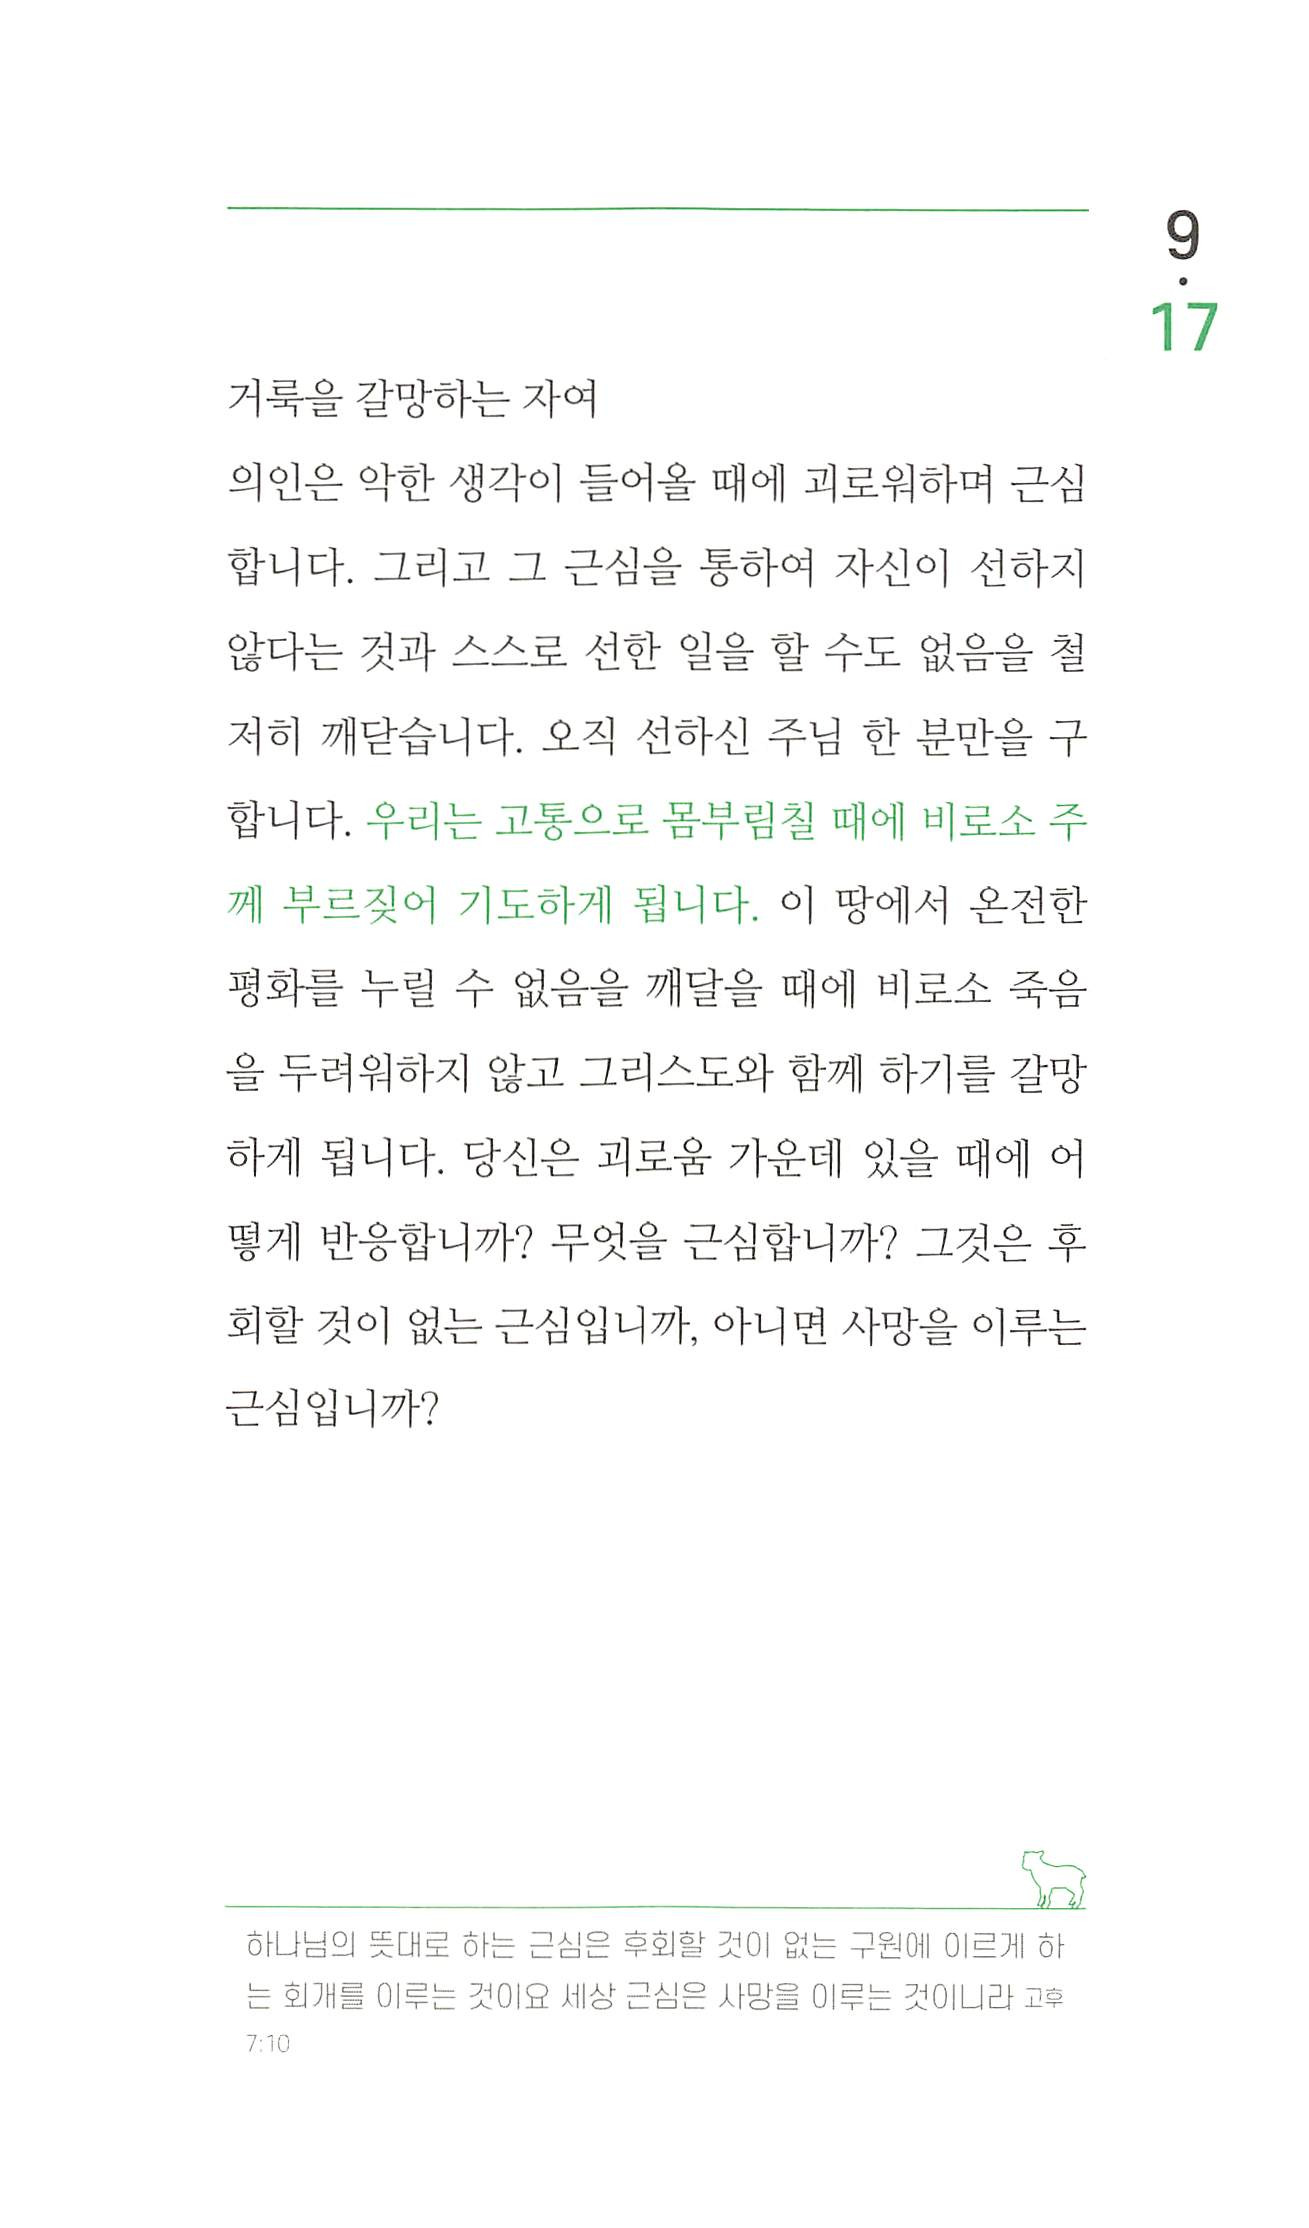 9
·
17
거룩을 갈망하는 자여
의인은 악한 생각이 들어올 때에 괴로워하며 근심
합니다. 그리고 그 근심을 통하여 자신이 선하지
않다는 것과 스스로 선한 일을 할 수도 없음을 철
저히 깨닫습니다. 오직 선하신 주님 한 분만을 구
합니다. 우리는 고통으로 몸부림칠 때에 비로소 주
께 부르짖어 기도하게 됩니다. 이 땅에서 온전한
평화를 누릴 수 없음을 깨달을 때에 비로소 죽음
을 두려워하지 않고 그리스도와 함께 하기를 갈망
하게 됩니다. 당신은 괴로움 가운데 있을 때에 어
떻게 반응합니까? 무엇을 근심합니까? 그것은 후
회할 것이 없는 근심입니까, 아니면 사망을 이루는
근심입니까?
하나님의 뜻대로 하는 근심은 후회할 것이 없는 구원에 이르게 하
는 회개를 이루는 것이요 세상 근심은 사망을 이루는 것이니라 고후
7:10